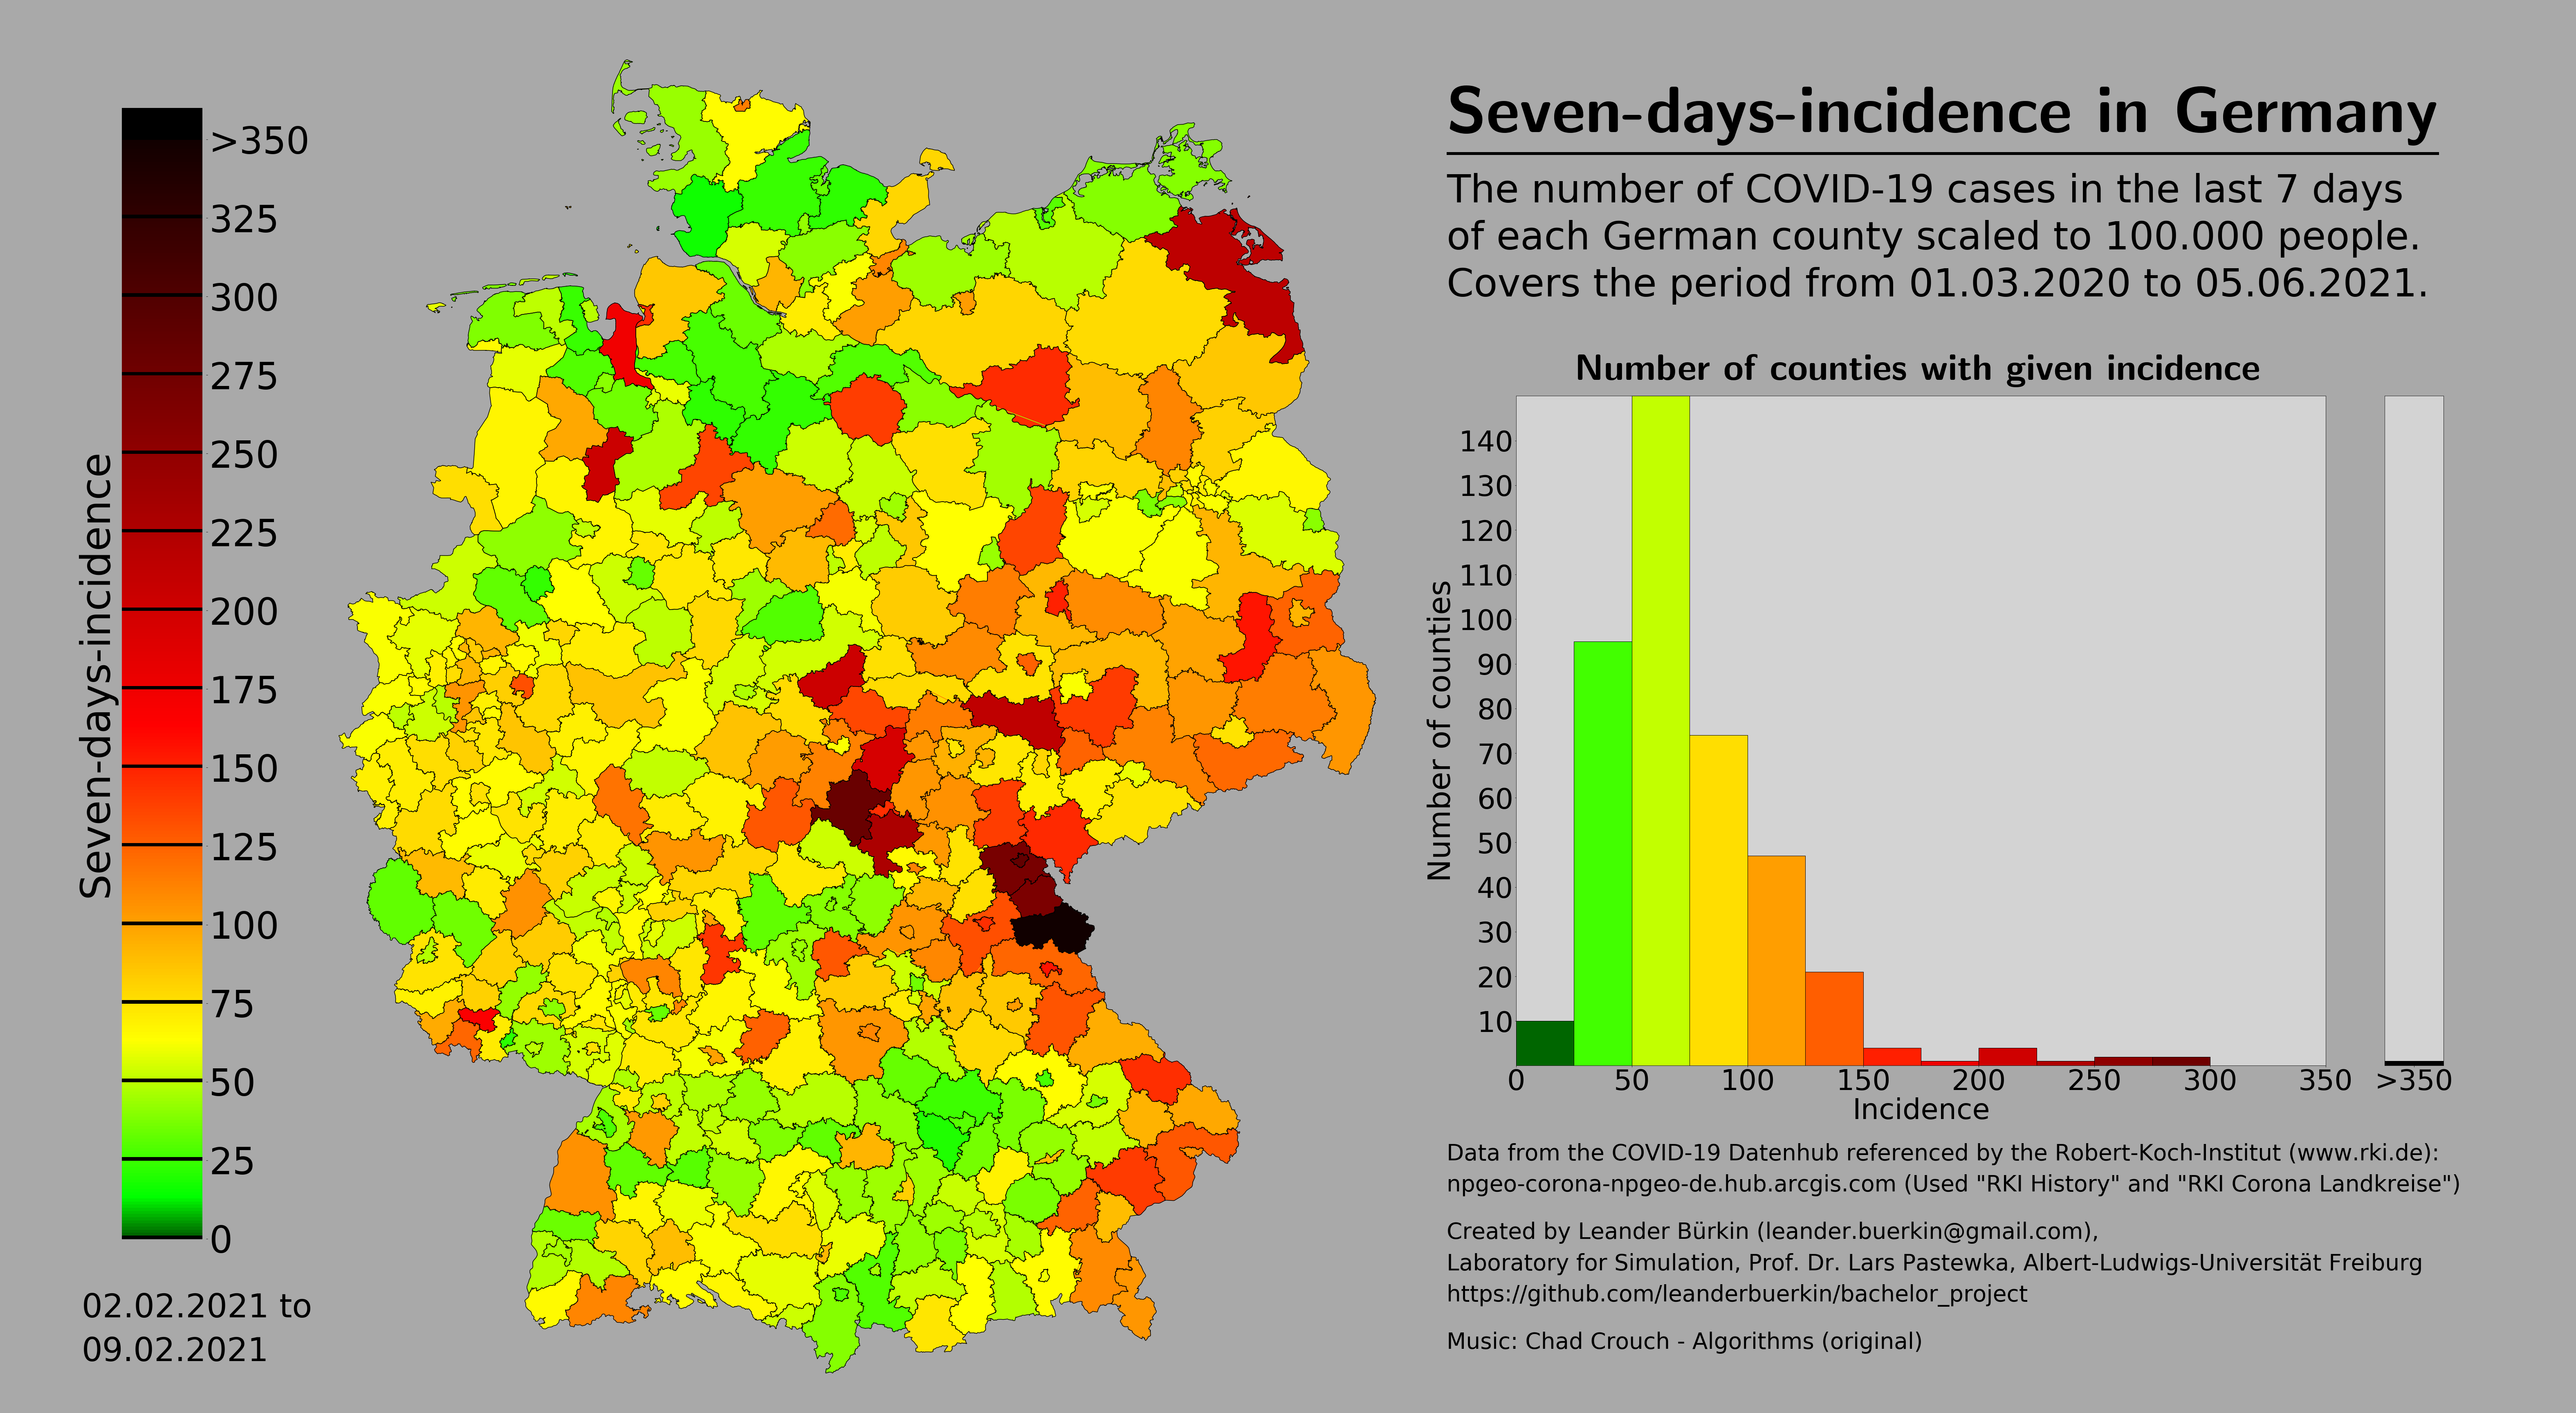 Seven-days-incidence in Germany
The number of COVID-19 cases in the last 7 days
of each German county scaled to 100.000 people.
Covers the period from 01.03.2020 to 05.06.2021.
Seven-days-incidence
>350
325
300
275
250
225
200
175
150
125
100
75
50
25
0
02.02.2021 to
09.02.2021
Number of counties with given incidence
Number of counties
140
130
120
110
100
90
80
70
60
50
40
30
20
10
0 50 100 150 200 250 300 350 >350
Incidence
Data from the COVID-19 Datenhub referenced by the Robert-Koch-Institut (www.rki.de):
npgeo-corona-npgeo-de.hub.arcgis.com (Used "RKI History" and "RKI Corona Landkreise")
Created by Leander Bürkin (leander.buerkin@gmail.com),
Laboratory for Simulation, Prof. Dr. Lars Pastewka, Albert-Ludwigs-Universität Freiburg
https://github.com/leanderbuerkin/bachelor_project
Music: Chad Crouch - Algorithms (original)